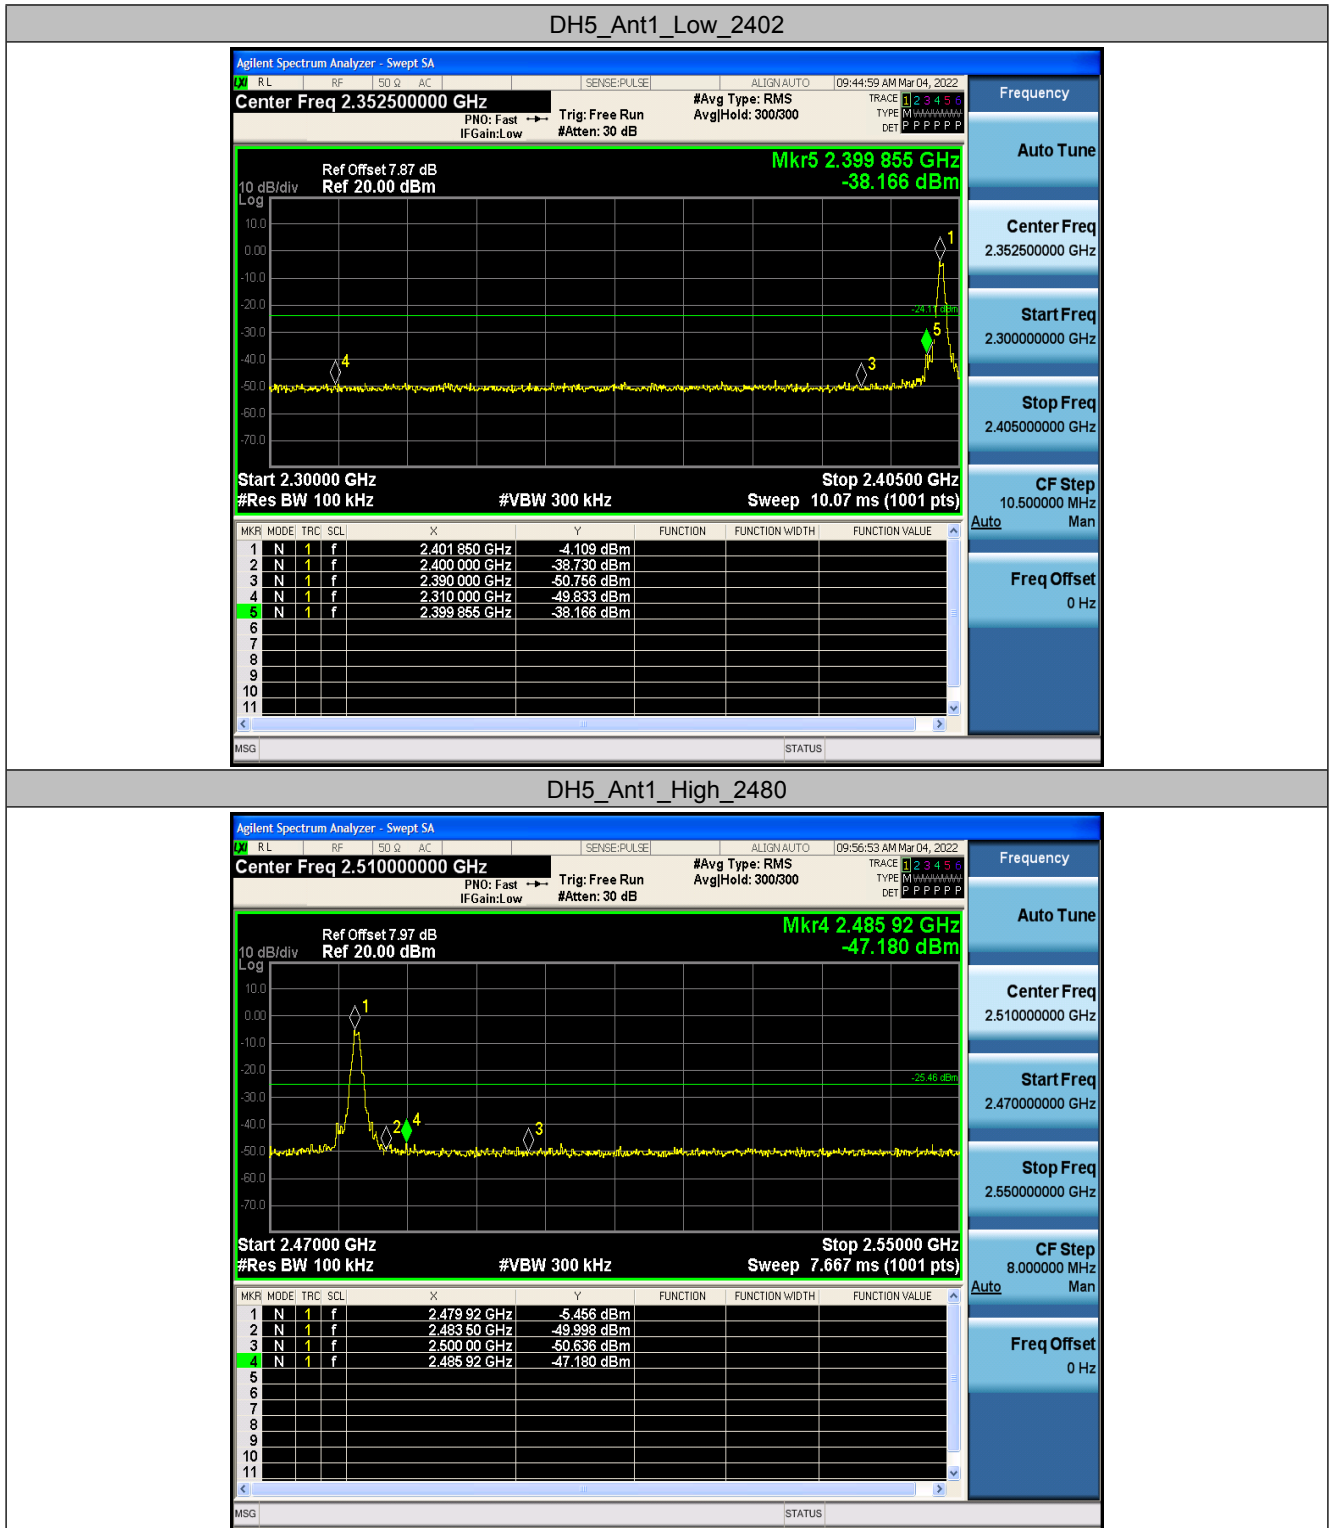 DH5_Ant1_Low_2402
Agilent Spectrum Analyzer - Swept SA
LXI RL RF 50 Ω AC SENSE:PULSE ALIGN AUTO 09:44:59 AM Mar 04, 2022
Center Freq 2.352500000 GHz #Avg Type: RMS TRACE 1 2 3 4 5 6
PNO: Fast Trig: Free Run Avg|Hold: 300/300 TYPE M WWWWW
IFGain:Low #Atten: 30 dB DET P P P P P P
Frequency
Auto Tune
Mkr5 2.399 855 GHz
Ref Offset 7.87 dB
10 dB/div Ref 20.00 dBm -38.166 dBm
Log
10.0
0.00
-10.0
-20.0
-30.0
-40.0
-50.0
-60.0
-70.0
1
-24.11 dBm
5
4
3
Center Freq
2.352500000 GHz
Start Freq
2.300000000 GHz
Stop Freq
2.405000000 GHz
CF Step
10.500000 MHz
Auto Man
Freq Offset
0 Hz
Start 2.30000 GHz Stop 2.40500 GHz
#Res BW 100 kHz #VBW 300 kHz Sweep 10.07 ms (1001 pts)
MKR MODE TRC SCL X Y FUNCTION FUNCTION WIDTH FUNCTION VALUE
1 N 1 f 2.401 850 GHz -4.109 dBm
2 N 1 f 2.400 000 GHz -38.730 dBm
3 N 1 f 2.390 000 GHz -50.756 dBm
4 N 1 f 2.310 000 GHz -49.833 dBm
5 N 1 f 2.399 855 GHz -38.166 dBm
6
7
8
9
10
11
MSG STATUS
DH5_Ant1_High_2480
Agilent Spectrum Analyzer - Swept SA
LXI RL RF 50 Ω AC SENSE:PULSE ALIGN AUTO 09:56:53 AM Mar 04, 2022
Center Freq 2.510000000 GHz #Avg Type: RMS TRACE 1 2 3 4 5 6
PNO: Fast Trig: Free Run Avg|Hold: 300/300 TYPE M WWWWW
IFGain:Low #Atten: 30 dB DET P P P P P P
Frequency
Auto Tune
Mkr4 2.485 92 GHz
Ref Offset 7.97 dB
10 dB/div Ref 20.00 dBm -47.180 dBm
Log
10.0
0.00
-10.0
-20.0
-30.0
-40.0
-50.0
-60.0
-70.0
1
-25.46 dBm
2
4
3
Center Freq
2.510000000 GHz
Start Freq
2.470000000 GHz
Stop Freq
2.550000000 GHz
CF Step
8.000000 MHz
Auto Man
Freq Offset
0 Hz
Start 2.47000 GHz Stop 2.55000 GHz
#Res BW 100 kHz #VBW 300 kHz Sweep 7.667 ms (1001 pts)
MKR MODE TRC SCL X Y FUNCTION FUNCTION WIDTH FUNCTION VALUE
1 N 1 f 2.479 92 GHz -5.456 dBm
2 N 1 f 2.483 50 GHz -49.998 dBm
3 N 1 f 2.500 00 GHz -50.636 dBm
4 N 1 f 2.485 92 GHz -47.180 dBm
5
6
7
8
9
10
11
MSG STATUS